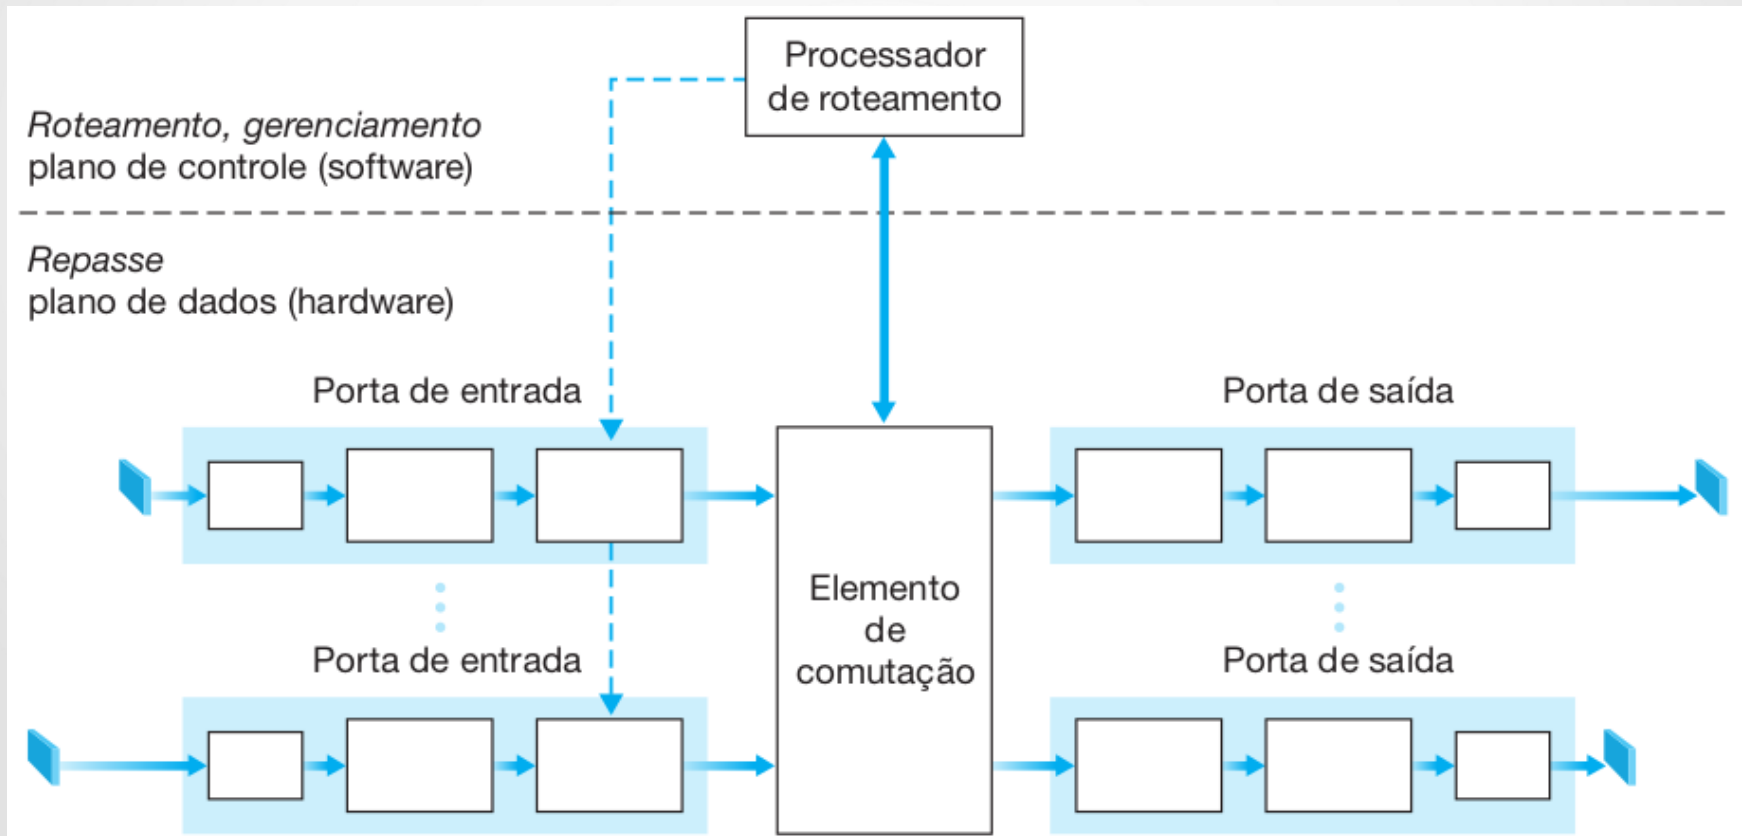 Processador
de roteamento
Roteamento, gerenciamento
plano de controle (software)
Repasse
plano de dados (hardware)
Porta de entrada
Porta de saída
Elemento
de
comutação
Porta de entrada
Porta de saída